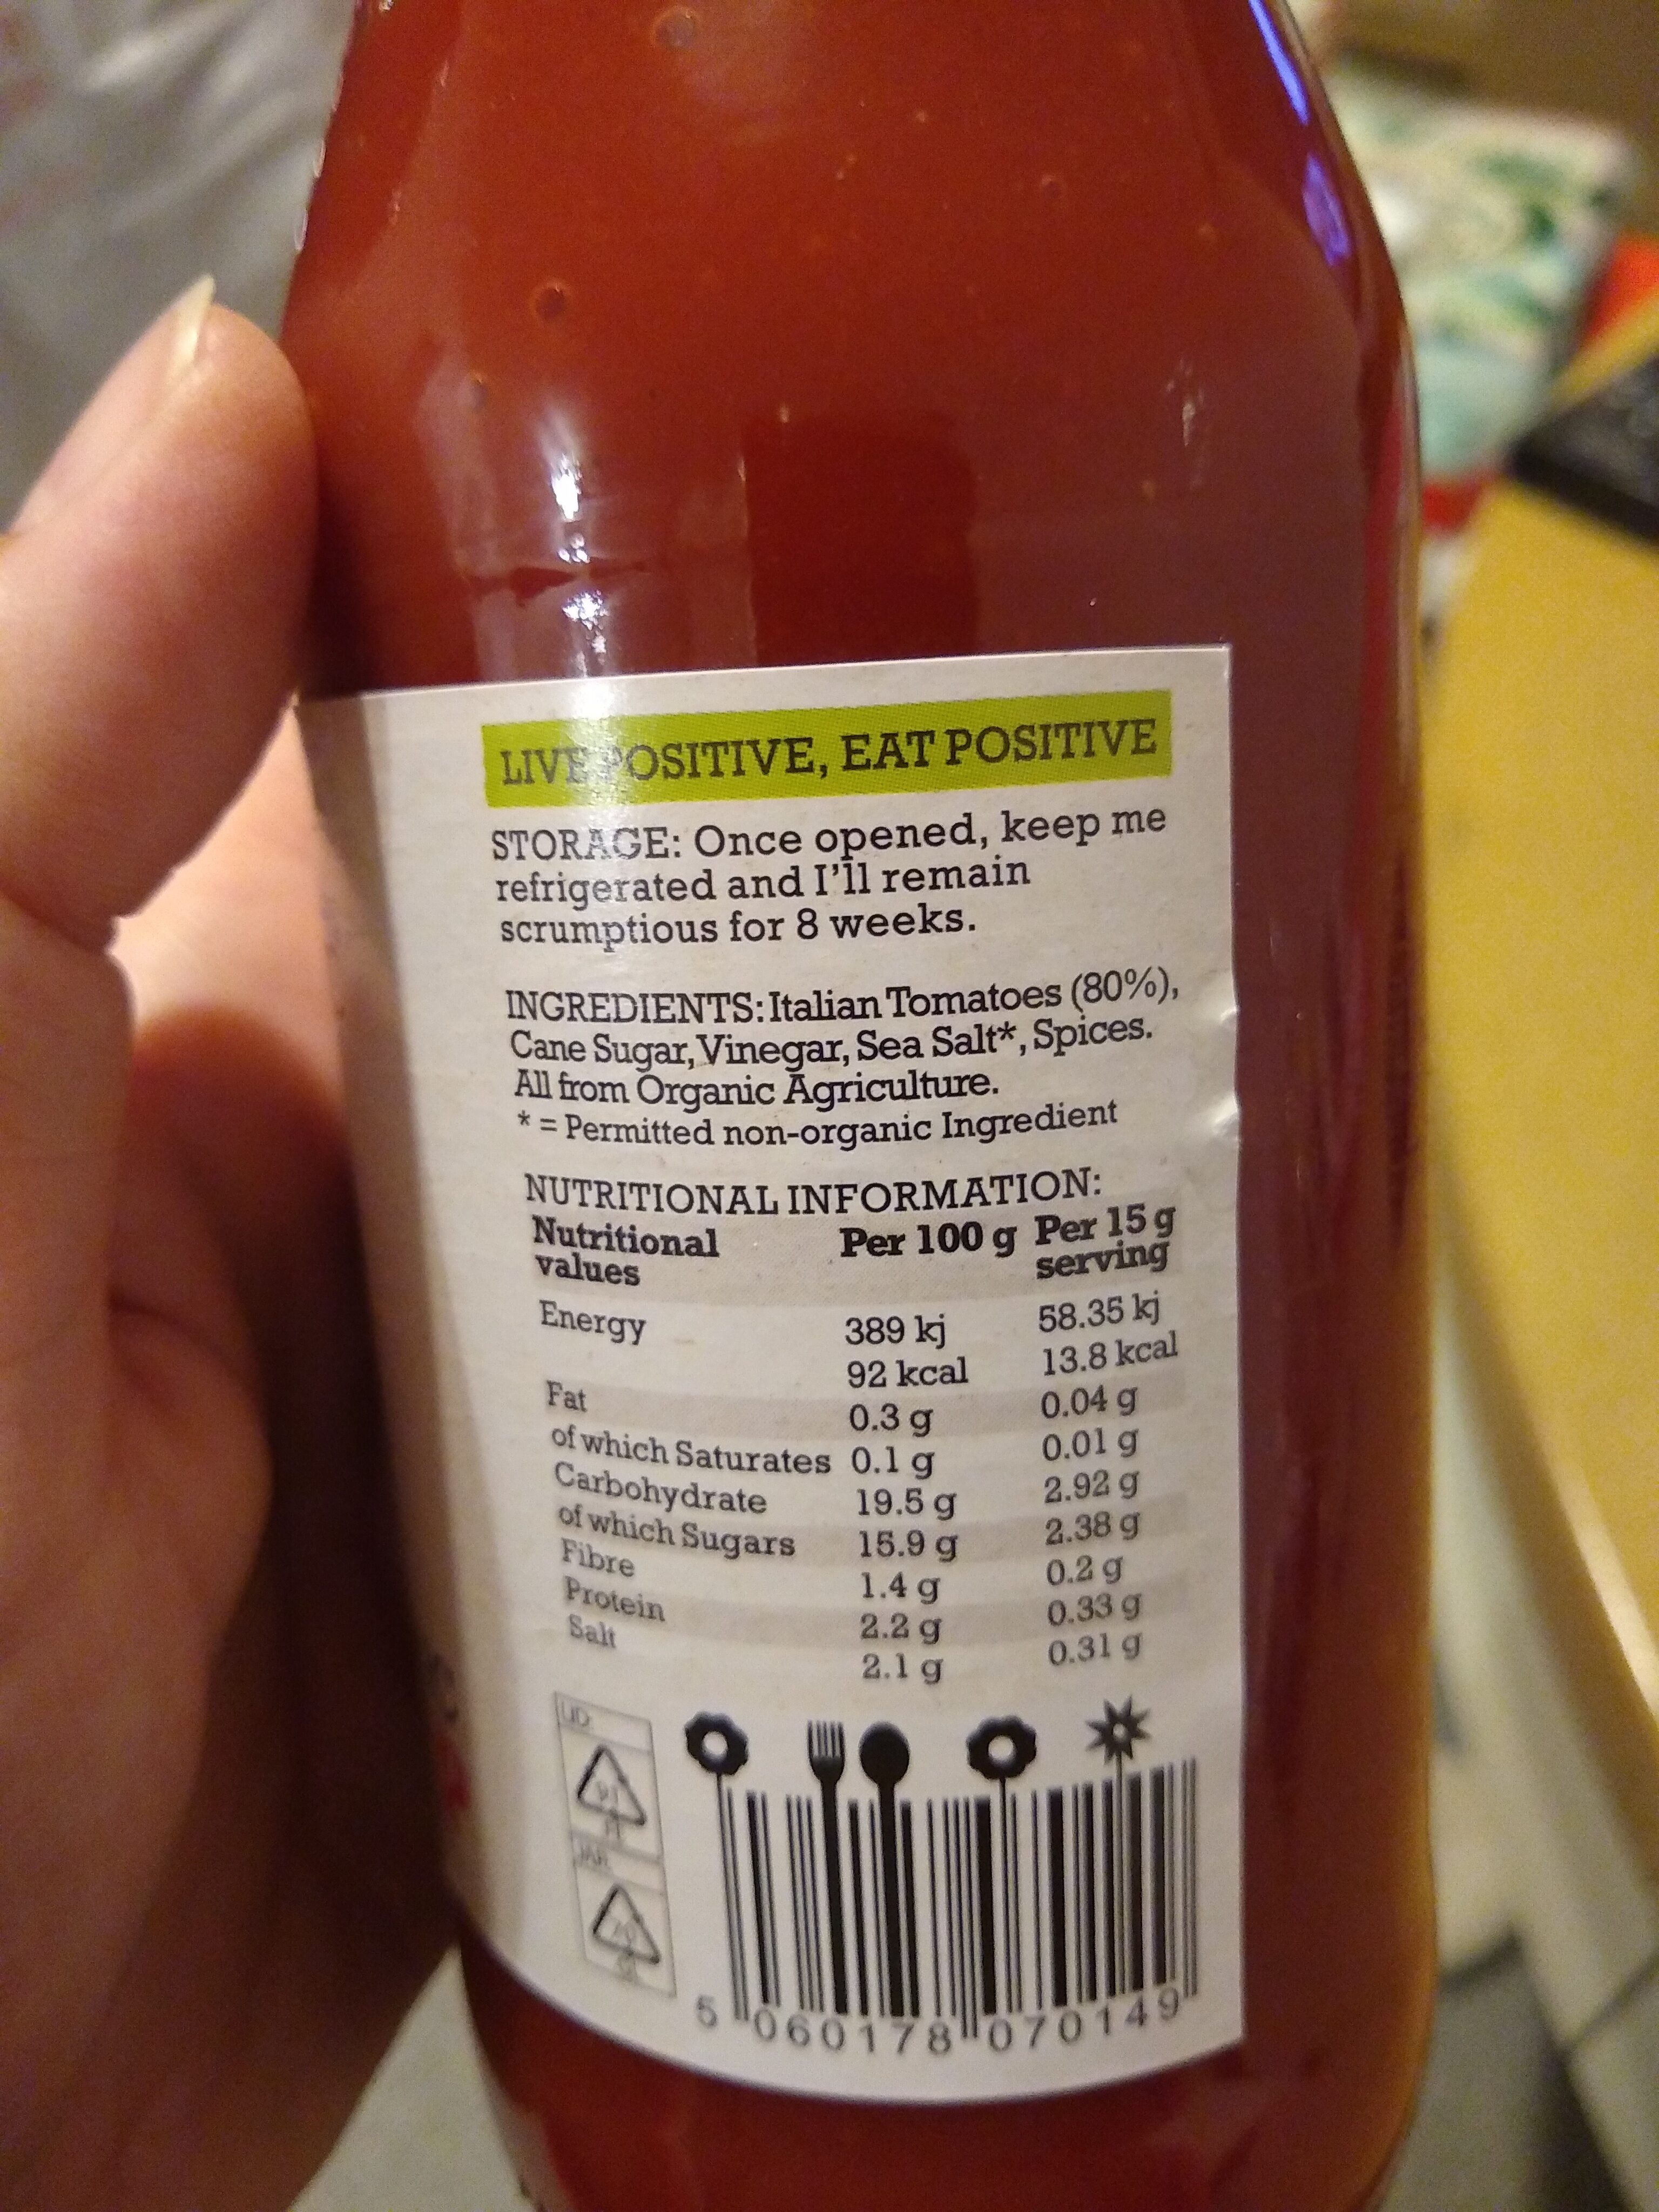 LIVE POSITIVE, EAT POSITIVE
STORAGE: Once opened, keep me
refrigerated and I'll remain
scrumptious for 8 weeks.
INGREDIENTS: Italian Tomatoes (80%),
Cane Sugar, Vinegar, Sea Salt*, Spices.
All from Organic Agriculture.
* = Permitted non-organic Ingredient
NUTRITIONAL INFORMATION:
Nutritional values Per 100 g Per 15 g serving
Energy 389 kj 58.35 kj
92 kcal 13.8 kcal
Fat 0.3 g 0.04 g
of which Saturates 0.1 g 0.01 g
Carbohydrate 19.5 g 2.92 g
of which Sugars 15.9 g 2.38 g
Fibre 1.4 g 0.2 g
Protein 2.2 g 0.33 g
Salt 2.1 g 0.31 g
LID:
JAR:
5 060178 070149